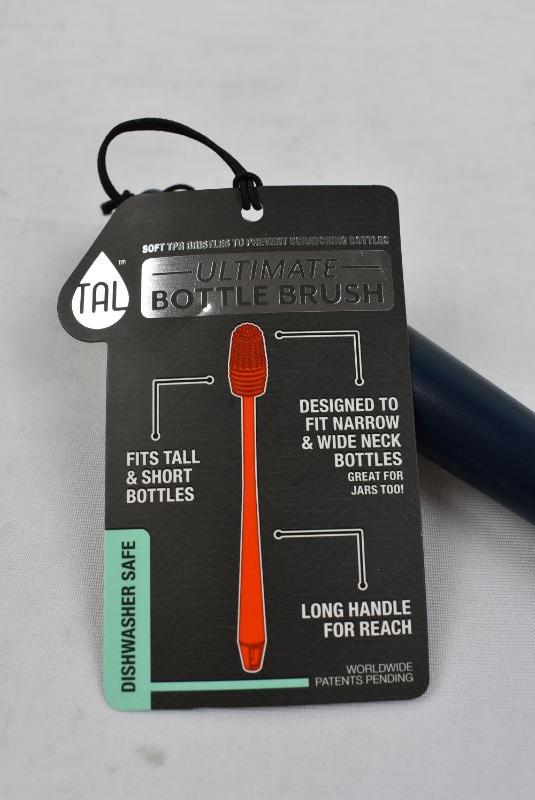 SOFT TPR BRISTLES TO PREVENT SCRATCHING BOTTLES
TAL™
ULTIMATE
BOTTLE BRUSH
DESIGNED TO
FIT NARROW
& WIDE NECK
BOTTLES
GREAT FOR
JARS TOO!
FITS TALL
& SHORT
BOTTLES
LONG HANDLE
FOR REACH
DISHWASHER SAFE
WORLDWIDE
PATENTS PENDING